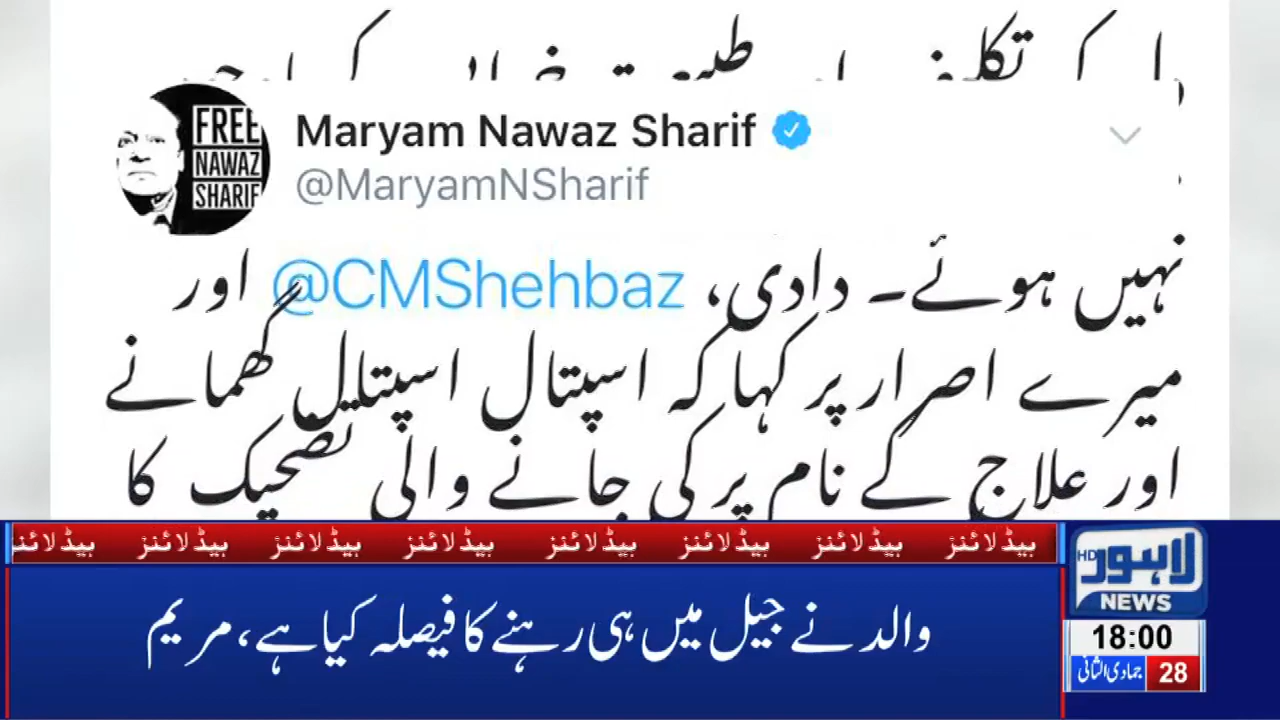 FREE
NAWAZ
SHARIF
Maryam Nawaz Sharif
@MaryamNSharif
نہیں ہوئے۔ دادی، @CMShehbaz اور
میرے اصرار پر کہا کہ اسپتال اسپتال گھمانے
اور علاج کے نام پر کی جانے والی تضحیک کا
ہیڈلائنز ہیڈلائنز ہیڈلائنز ہیڈلائنز ہیڈلائنز ہیڈلائنز ہیڈلائنز ہیڈلائنز
والد نے جیل میں ہی رہنے کا فیصلہ کیا ہے، مریم
لاہور HD
NEWS
18:00
جمادی الثانی 28